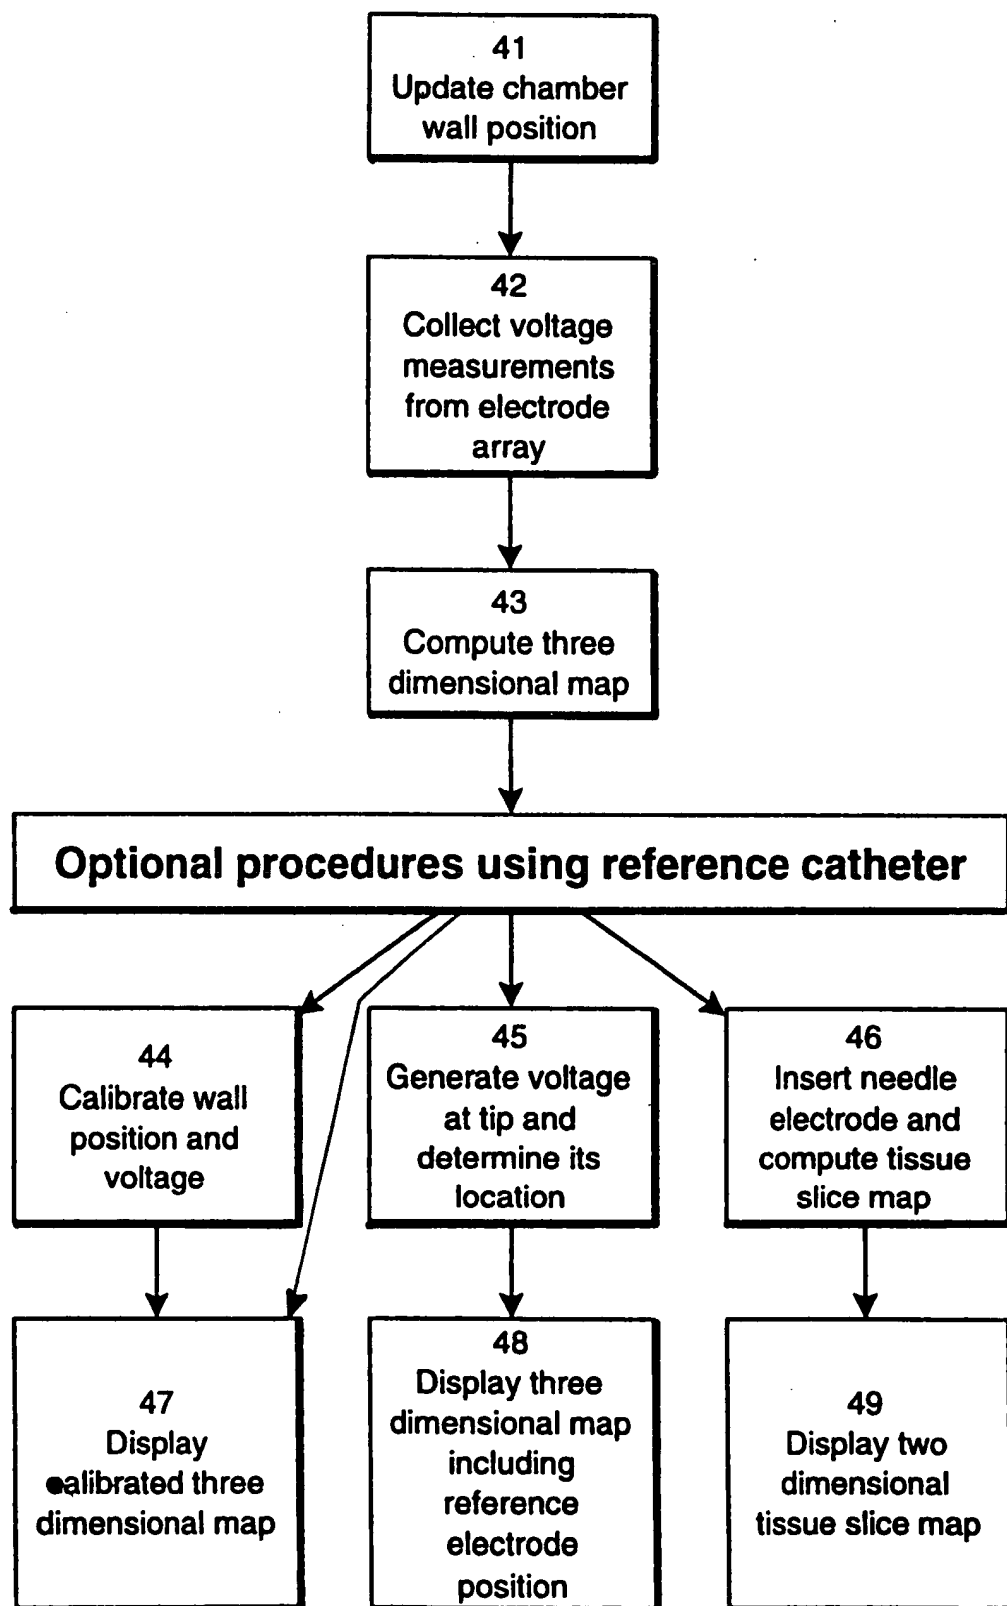 41
Update chamber
wall position
42
Collect voltage
measurements
from electrode
array
43
Compute three
dimensional map
Optional procedures using reference catheter
44
Calibrate wall
position and
voltage
45
Generate voltage
at tip and
determine its
location
46
Insert needle
electrode and
compute tissue
slice map
47
Display
calibrated three
dimensional map
48
Display three
dimensional map
including
reference
electrode
position
49
Display two
dimensional
tissue slice map